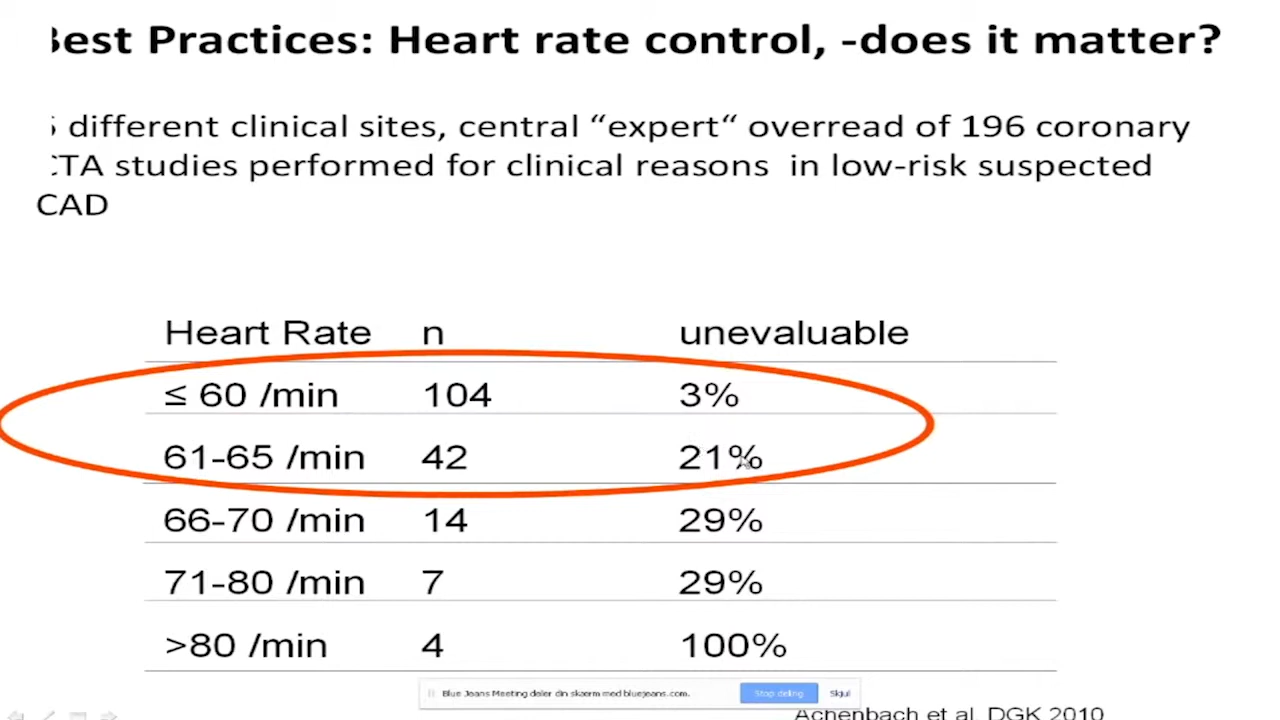 Best Practices: Heart rate control, -does it matter?
different clinical sites, central “expert“ overread of 196 coronary
CTA studies performed for clinical reasons in low-risk suspected
CAD
Heart Rate n unevaluable
≤ 60 /min 104 3%
61-65 /min 42 21%
66-70 /min 14 29%
71-80 /min 7 29%
>80 /min 4 100%
Blue Jeans Meeting deler din skærm med bluejeans.com. Stop deling Skjul
Achenbach et al. DGK 2010